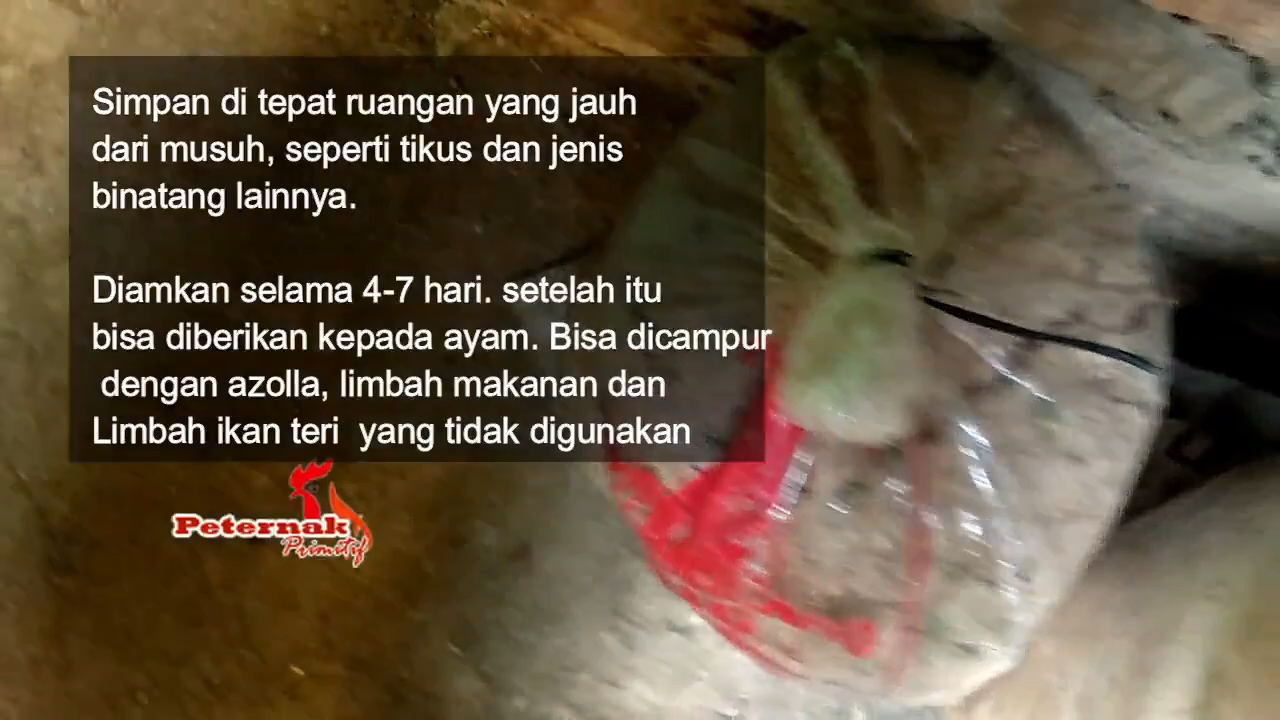 Simpan di tepat ruangan yang jauh
dari musuh, seperti tikus dan jenis
binatang lainnya.
Diamkan selama 4-7 hari. setelah itu
bisa diberikan kepada ayam. Bisa dicampur
dengan azolla, limbah makanan dan
Limbah ikan teri yang tidak digunakan
Peternak
Primitif